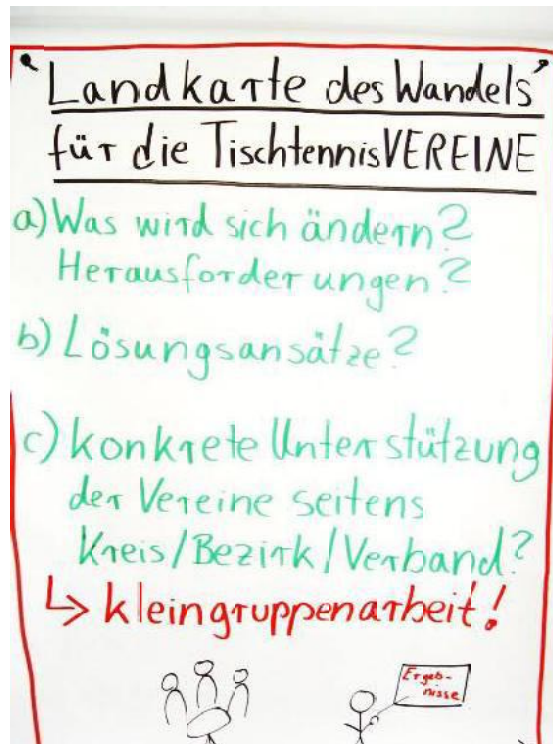 "Landkarte des Wandels"
für die TischtennisVEREINE
a) Was wird sich ändern?
Herausforderungen?
b) Lösungsansätze?
c) konkrete Unterstützung
der Vereine seitens
Kreis/Bezirk/Verband?
↳ kleingruppenarbeit!
Ergeb-
nisse